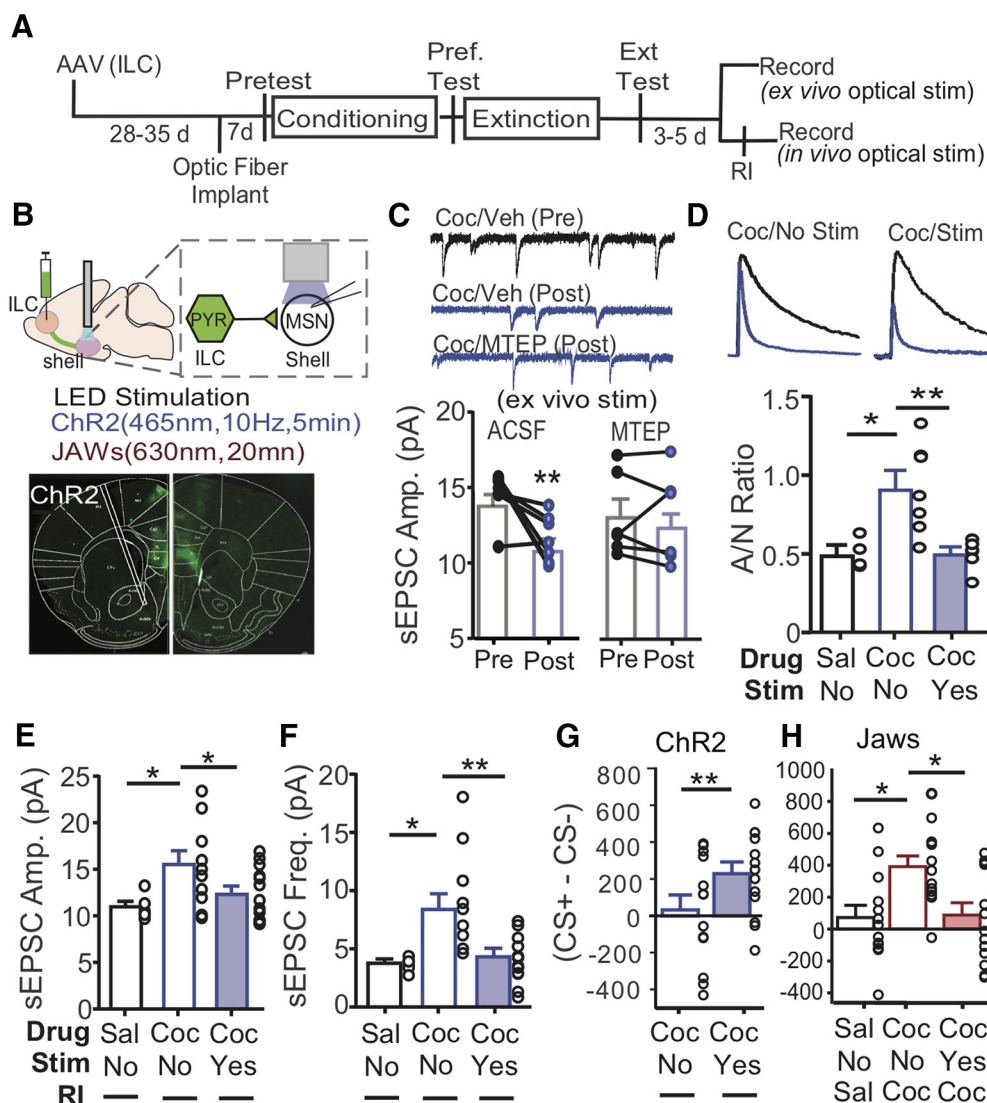 A
AAV (ILC)
28-35 d
Optic Fiber
Implant
7d
Pretest
Conditioning
Pref.
Test
Extinction
Ext
Test
3-5 d
Record
(ex vivo optical stim)
Record
(in vivo optical stim)
RI
B
ILC
shell
PYR
ILC
MSN
Shell
LED Stimulation
ChR2(465nm,10Hz,5min)
JAWs(630nm,20mn)
ChR2
C
Coc/Veh (Pre)
Coc/Veh (Post)
Coc/MTEP (Post)
(ex vivo stim)
sEPSC Amp. (pA)
20
15
10
5
ACSF
**
MTEP
Pre Post
Pre Post
D
Coc/No Stim
Coc/Stim
A/N Ratio
1.5
1.0
0.5
0
*
**
Drug Sal Coc Coc
Stim No No Yes
E
sEPSC Amp. (pA)
25
20
15
10
5
0
*
*
Drug Sal Coc Coc
Stim No No Yes
RI
F
sEPSC Freq. (pA)
20
15
10
5
0
*
**
Sal Coc Coc
No No Yes
G
ChR2
(CS+ - CS-)
800
600
400
200
0
-200
-400
**
Coc Coc
No Yes
H
Jaws
1000
800
600
400
200
0
-200
-400
*
*
Sal Coc Coc
No No Yes
Sal Coc Coc